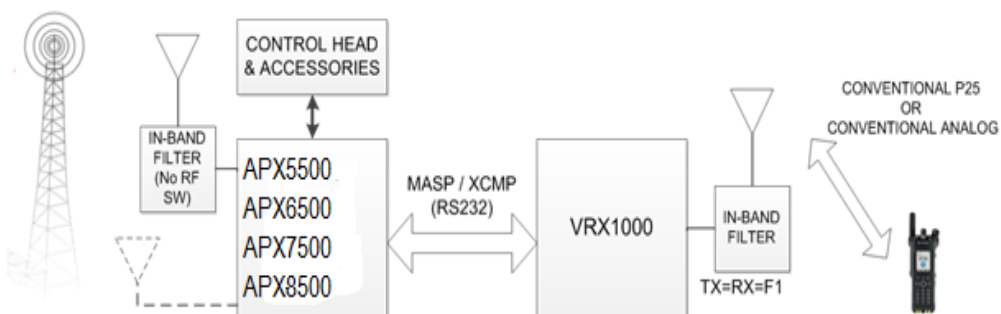 CONTROL HEAD
& ACCESSORIES
IN-BAND
FILTER
(No RF
SW)
APX5500
APX6500
APX7500
APX8500
MASP / XCMP
(RS232)
VRX1000
IN-BAND
FILTER
TX=RX=F1
CONVENTIONAL P25
OR
CONVENTIONAL ANALOG